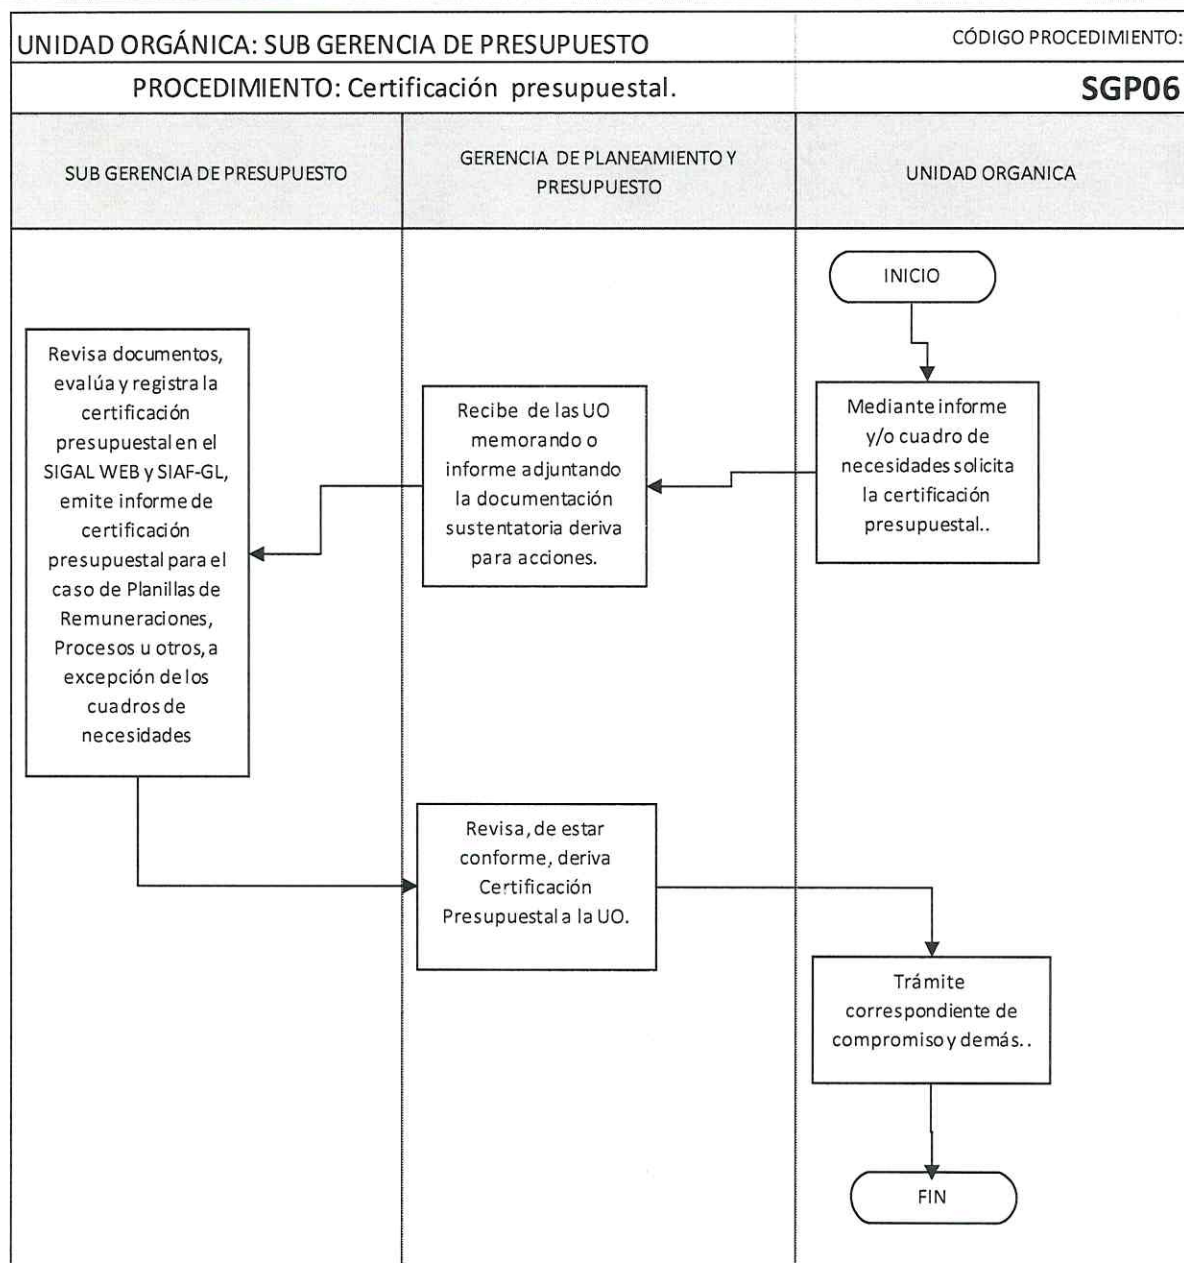 UNIDAD ORGÁNICA: SUB GERENCIA DE PRESUPUESTO
CÓDIGO PROCEDIMIENTO:
PROCEDIMIENTO: Certificación presupuestal.
SGP06
SUB GERENCIA DE PRESUPUESTO
GERENCIA DE PLANEAMIENTO Y
PRESUPUESTO
UNIDAD ORGANICA
INICIO
Mediante informe
y/o cuadro de
necesidades solicita
la certificación
presupuestal..
Recibe de las UO
memorando o
informe adjuntando
la documentación
sustentatoria deriva
para acciones.
Revisa documentos,
evalúa y registra la
certificación
presupuestal en el
SIGAL WEB y SIAF-GL,
emite informe de
certificación
presupuestal para el
caso de Planillas de
Remuneraciones,
Procesos u otros, a
excepción de los
cuadros de
necesidades
Revisa, de estar
conforme, deriva
Certificación
Presupuestal a la UO.
Trámite
correspondiente de
compromiso y demás..
FIN